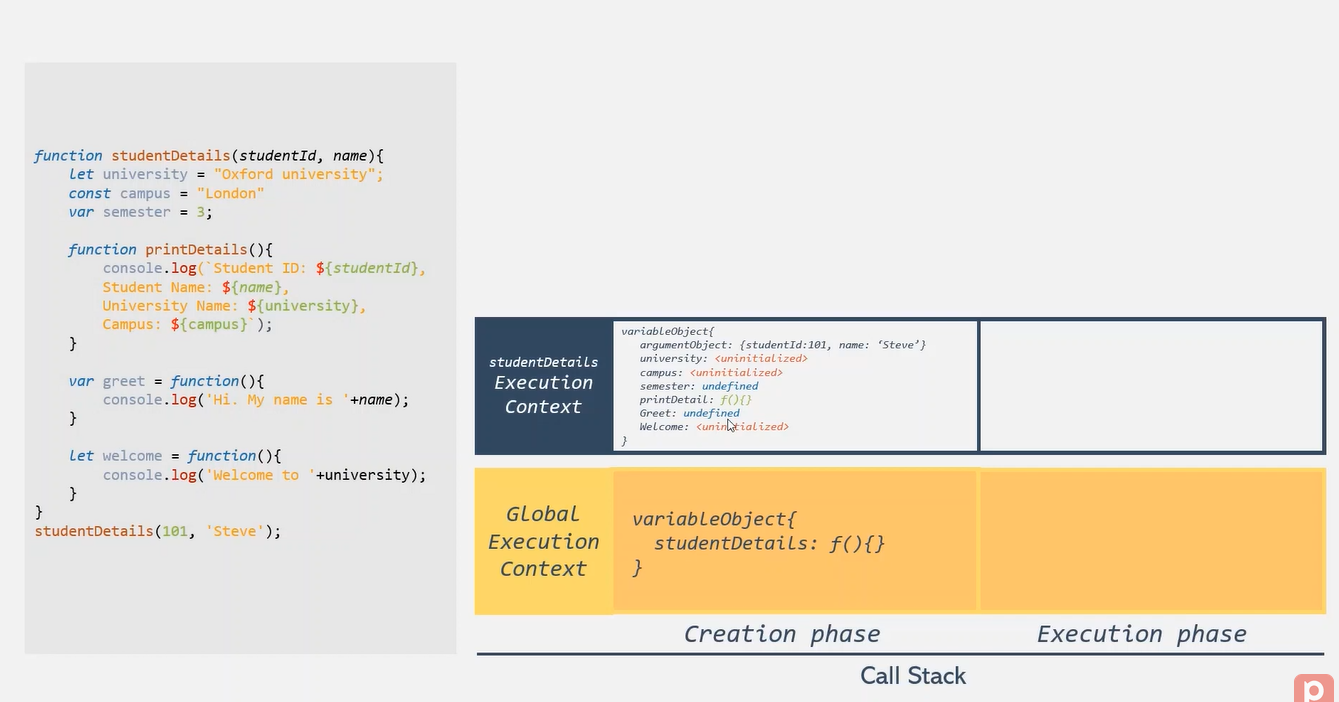 function studentDetails(studentId, name){
let university = "Oxford university";
const campus = "London"
var semester = 3;
function printDetails(){
console.log(`Student ID: ${studentId},
Student Name: ${name},
University Name: ${university},
Campus: ${campus}`);
}
var greet = function(){
console.log('Hi. My name is '+name);
}
let welcome = function(){
console.log('Welcome to '+university);
}
}
studentDetails(101, 'Steve');
studentDetails
Execution
Context
variableObject{
argumentObject: {studentId:101, name: ‘Steve’}
university: <uninitialized>
campus: <uninitialized>
semester: undefined
printDetail: f(){}
Greet: undefined
Welcome: <uninitialized>
}
Global
Execution
Context
variableObject{
studentDetails: f(){}
}
Creation phase
Execution phase
Call Stack
p